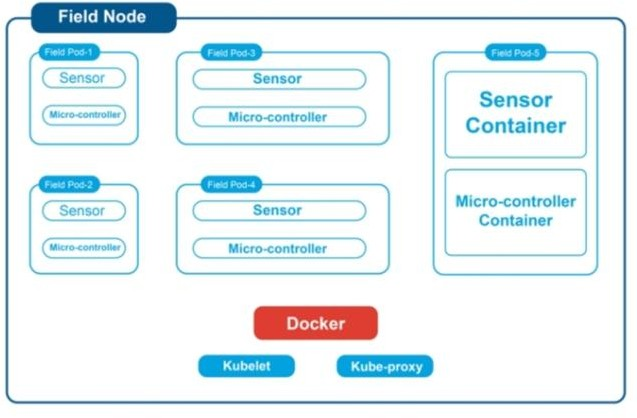 Field Node
Field Pod-1
Sensor
Micro-controller
Field Pod-3
Sensor
Micro-controller
Field Pod-5
Sensor
Container
Micro-controller
Container
Field Pod-2
Sensor
Micro-controller
Field Pod-4
Sensor
Micro-controller
Docker
Kubelet
Kube-proxy